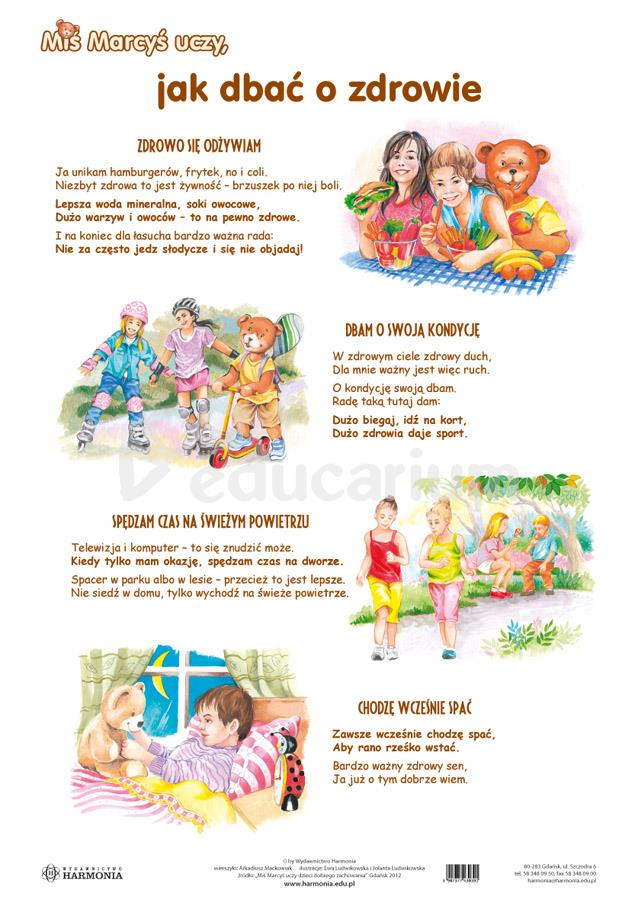 Miś Marcyś uczy,
jak dbać o zdrowie
ZDROWO SIĘ ODŻYWIAM
Ja unikam hamburgerów, frytek, no i coli.
Niezbyt zdrowa to jest żywność – brzuszek po niej boli.
Lepsza woda mineralna, soki owocowe,
Dużo warzyw i owoców – to na pewno zdrowe.
I na koniec dla łasucha bardzo ważna rada:
Nie za często jedz słodycze i się nie objadaj!
DBAM O SWOJĄ KONDYCJĘ
W zdrowym ciele zdrowy duch,
Dla mnie ważny jest więc ruch.
O kondycję swoją dbam.
Radę taką tutaj dam:
Dużo biegaj, idź na kort,
Dużo zdrowia daje sport.
educarium
SPĘDZAM CZAS NA ŚWIEŻYM POWIETRZU
Telewizja i komputer – to się znudzić może.
Kiedy tylko mam okazję, spędzam czas na dworze.
Spacer w parku albo w lesie – przecież to jest lepsze.
Nie siedź w domu, tylko wychodź na świeże powietrze.
CHODZĘ WCZEŚNIE SPAĆ
Zawsze wcześnie chodzę spać,
Aby rano rześko wstać.
Bardzo ważny zdrowy sen,
Ja już o tym dobrze wiem.
WYDAWNICTWO
HARMONIA
© by Wydawnictwo Harmonia
wierszyki: Arkadiusz Maćkowiak ilustracje: Ewa Ludwikowska i Jolanta Ludwikowska
źródło: „Miś Marcyś uczy dzieci dobrego zachowania” Gdańsk 2012
www.harmonia.edu.pl
80-283 Gdańsk, ul. Szczodra 6
tel. 58 348 09 50; fax 58 348 09 00
harmonia@harmonia.edu.pl